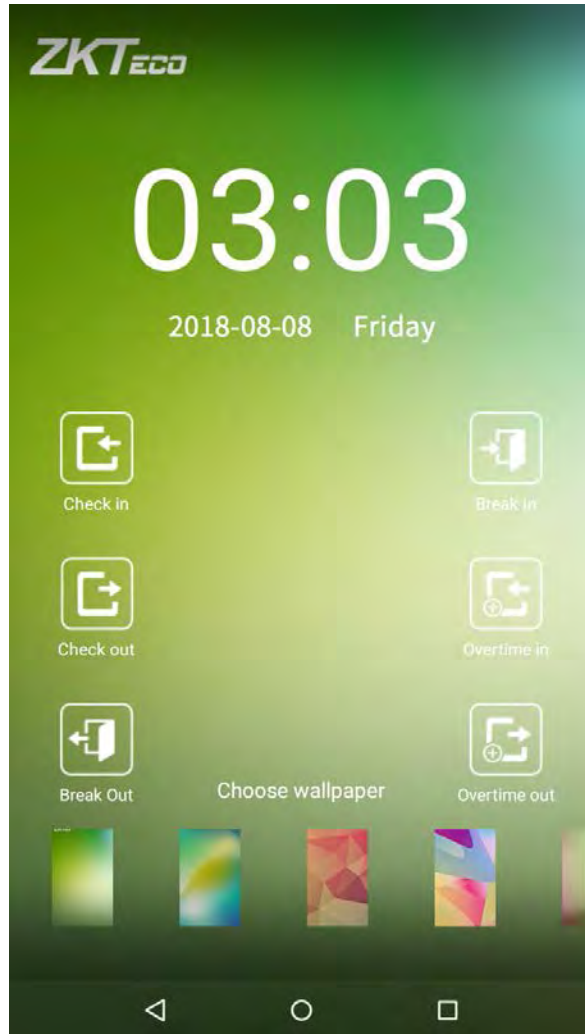 ZKTECO
03:03
2018-08-08 Friday
Check in
Break in
Check out
Overtime in
Break Out
Choose wallpaper
Overtime out